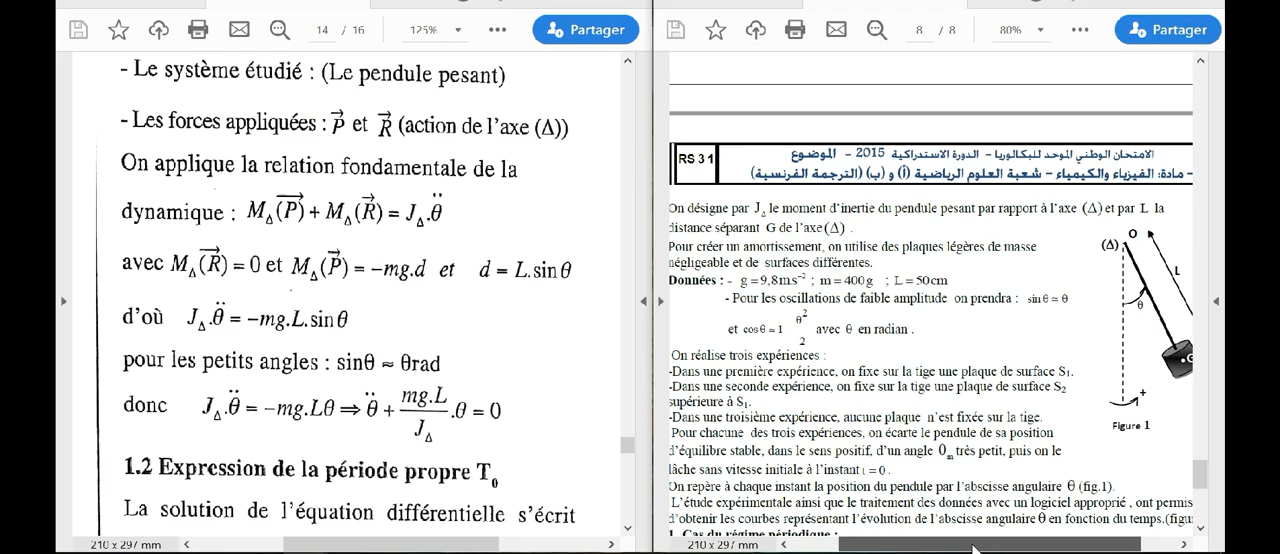 14 / 16
125%
Partager
- Le système étudié : (Le pendule pesant)
- Les forces appliquées : P⃗ et R⃗ (action de l'axe (Δ))
On applique la relation fondamentale de la
dynamique : M_Δ(P⃗) + M_Δ(R⃗) = J_Δ.θ̈
avec M_Δ(R⃗) = 0 et M_Δ(P⃗) = −mg.d et d = L.sinθ
d'où J_Δ.θ̈ = −mg.L.sinθ
pour les petits angles : sinθ ≈ θrad
donc J_Δ.θ̈ = −mg.Lθ ⇒ θ̈ + mg.L/J_Δ .θ = 0
1.2 Expression de la période propre T₀
La solution de l'équation différentielle s'écrit
210 x 297 mm
8 / 8
80%
Partager
RS31
الامتحان الوطني الموحد للبكالوريا – الدورة الاستدراكية 2015 – الموضوع
- مادة: الفيزياء والكيمياء – شعبة العلوم الرياضية (أ) و (ب) (الترجمة الفرنسية)
On désigne par J_Δ le moment d'inertie du pendule pesant par rapport à l'axe (Δ) et par L la
distance séparant G de l'axe (Δ) .
Pour créer un amortissement, on utilise des plaques légères de masse
négligeable et de surfaces différentes.
Données : - g = 9,8ms⁻² ; m = 400g ; L = 50cm
- Pour les oscillations de faible amplitude on prendra : sinθ ≃ θ
et cosθ ≃ 1 θ²/2 avec θ en radian .
On réalise trois expériences :
-Dans une première expérience, on fixe sur la tige une plaque de surface S₁.
-Dans une seconde expérience, on fixe sur la tige une plaque de surface S₂
supérieure à S₁.
-Dans une troisième expérience, aucune plaque n'est fixée sur la tige.
Pour chacune des trois expériences, on écarte le pendule de sa position
d'équilibre stable, dans le sens positif, d'un angle θ_m très petit, puis on le
lâche sans vitesse initiale à l'instant t = 0 .
On repère à chaque instant la position du pendule par l'abscisse angulaire θ (fig.1).
L'étude expérimentale ainsi que le traitement des données avec un logiciel approprié , ont permis
d'obtenir les courbes représentant l'évolution de l'abscisse angulaire θ en fonction du temps.(figu
1. Cas du régime périodique :
O
(Δ)
L
θ
G
+
Figure 1
210 x 297 mm